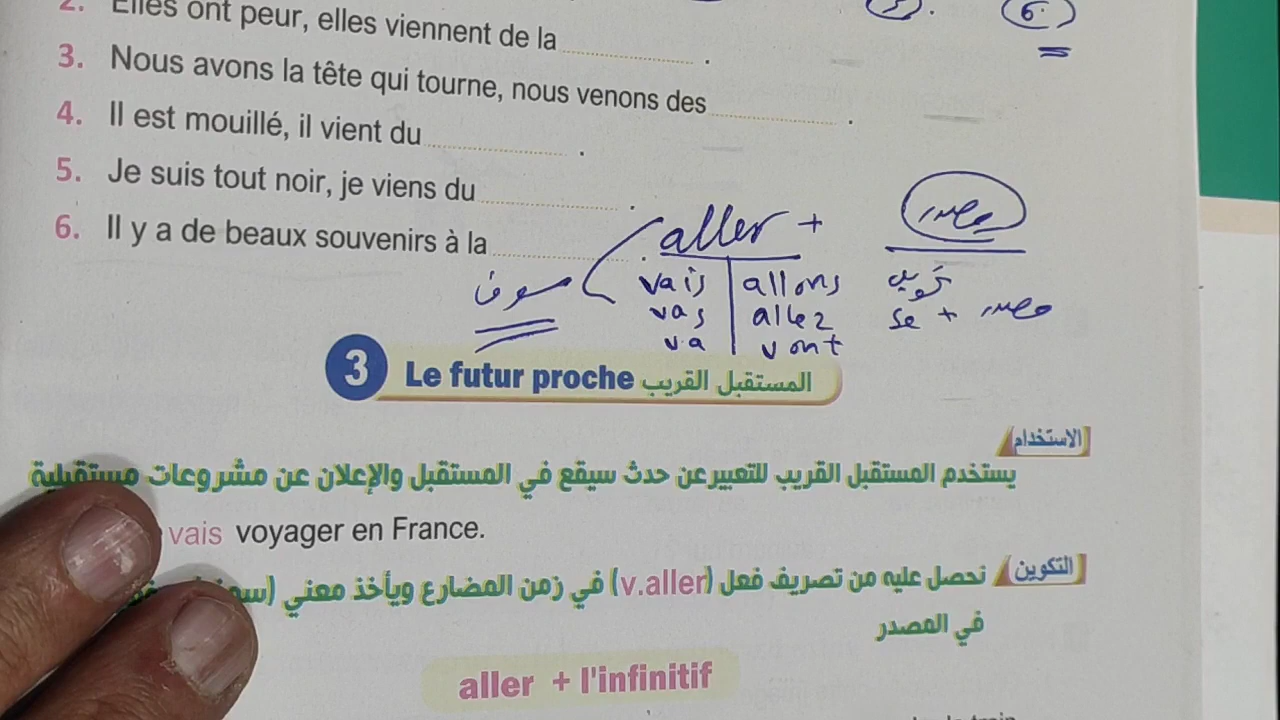 2. Elles ont peur, elles viennent de la .
3. Nous avons la tête qui tourne, nous venons des .
4. Il est mouillé, il vient du .
5. Je suis tout noir, je viens du .
6. Il y a de beaux souvenirs à la .
6.
aller + مصدر
سوف
vais allons
vas allez
va vont
se + مصدر
3 Le futur proche المستقبل القريب
الاستخدام
يستخدم المستقبل القريب للتعبير عن حدث سيقع في المستقبل والإعلان عن مشروعات مستقبلية
vais voyager en France.
التكوين
نحصل عليه من تصريف فعل (v.aller) في زمن المضارع ويأخذ معني
في المصدر
aller + l'infinitif